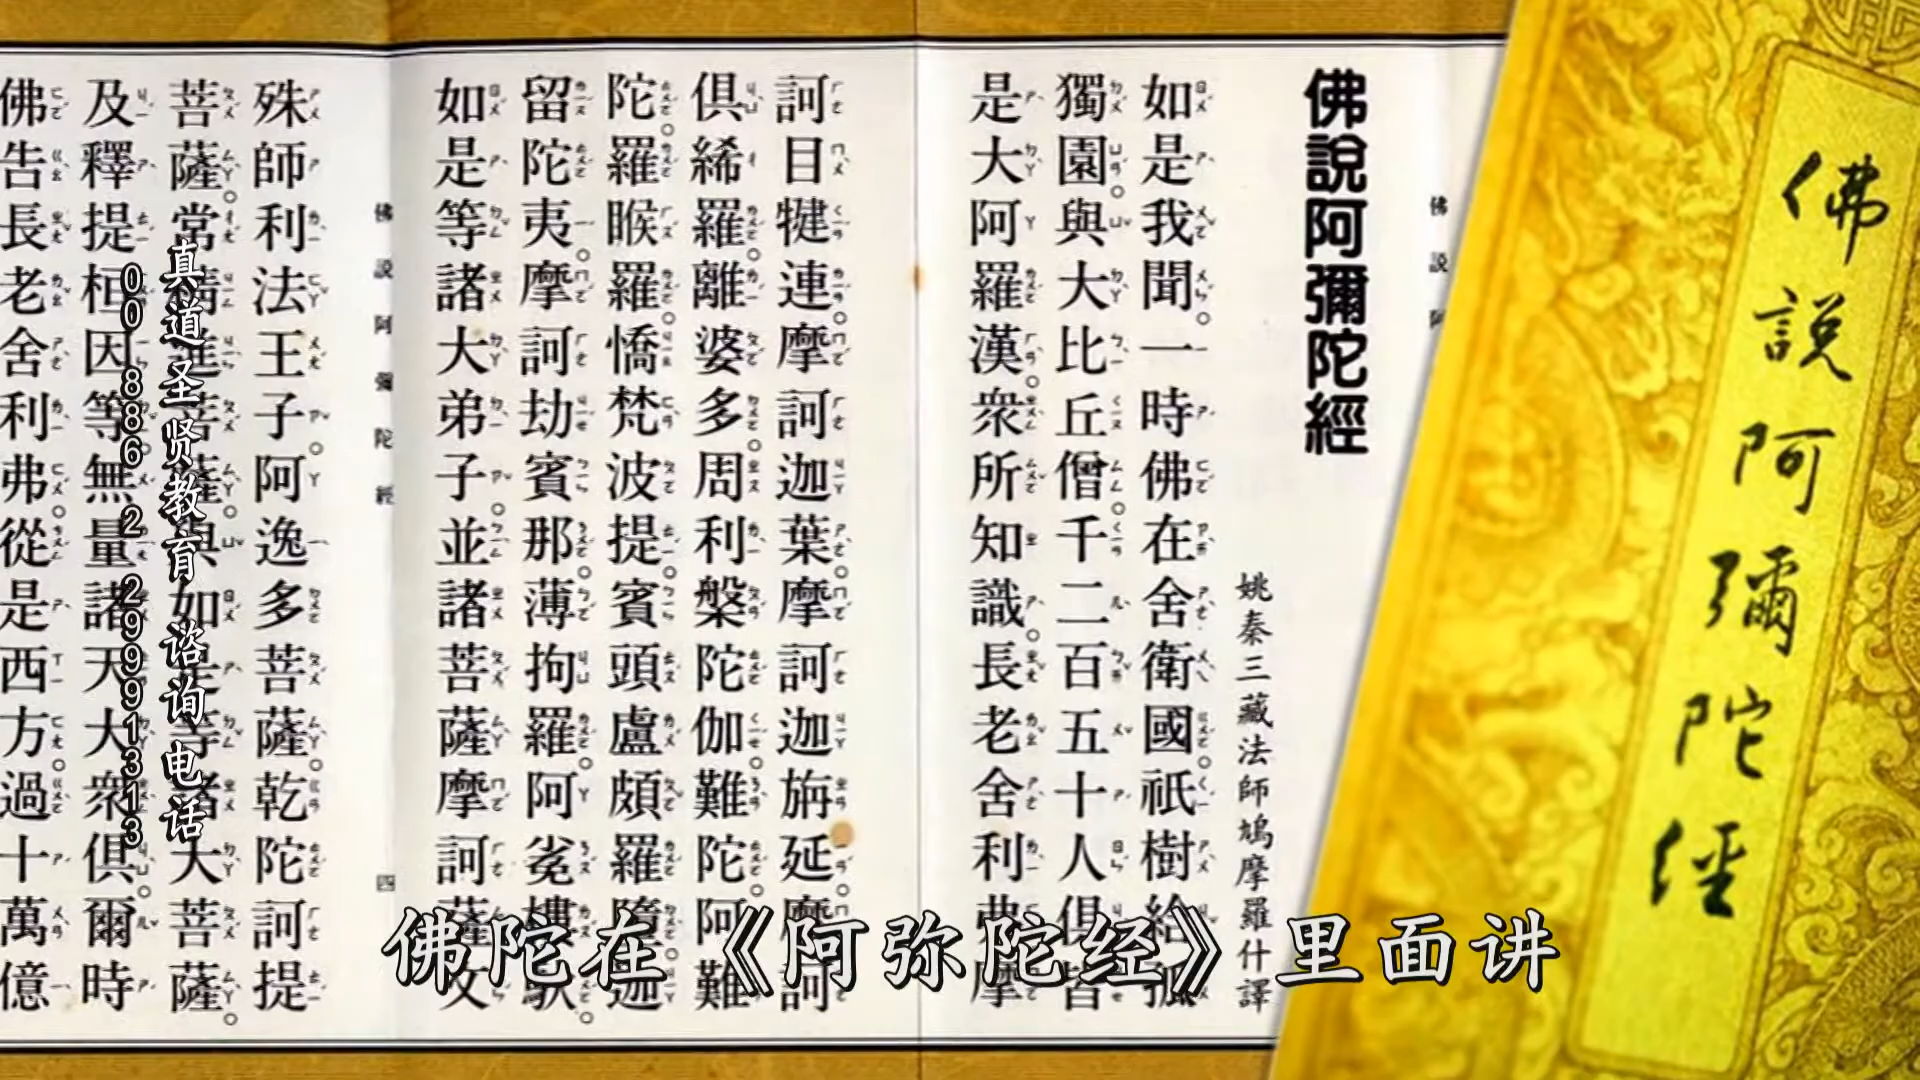 佛説阿彌陀經
佛説阿
佛說阿彌陀經
姚秦三藏法師鳩摩羅什譯
如是我聞。一時佛在舍衛國。祇樹給孤
獨園。與大比丘僧。千二百五十人俱。皆
是大阿羅漢。眾所知識。長老舍利弗。摩
訶目犍連。摩訶迦葉。摩訶迦旃延。摩訶
俱絺羅。離婆多。周利槃陀伽。難陀。阿難
陀。羅睺羅。憍梵波提。賓頭盧頗羅墮。迦
留陀夷。摩訶劫賓那。薄拘羅。阿㝹樓馱。
如是等諸大弟子。並諸菩薩摩訶薩。文
佛説阿彌陀經
四
殊師利法王子。阿逸多菩薩。乾陀訶提
菩薩。常精進菩薩。與如是等諸大菩薩。
及釋提桓因等。無量諸天大眾俱。爾時
佛告長老舍利弗。從是西方。過十萬億
真道圣贤教育 谘询电话
00 886 2 29991313
佛陀在《阿弥陀经》里面讲